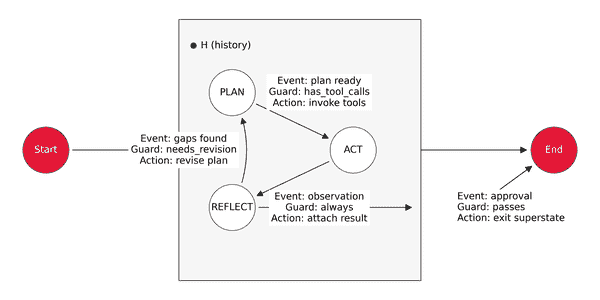 H (history)
PLAN
Event: plan ready
Guard: has_tool_calls
Action: invoke tools
Start
Event: gaps found
Guard: needs_revision
Action: revise plan
ACT
End
REFLECT
Event: observation
Guard: always
Action: attach result
Event: approval
Guard: passes
Action: exit superstate